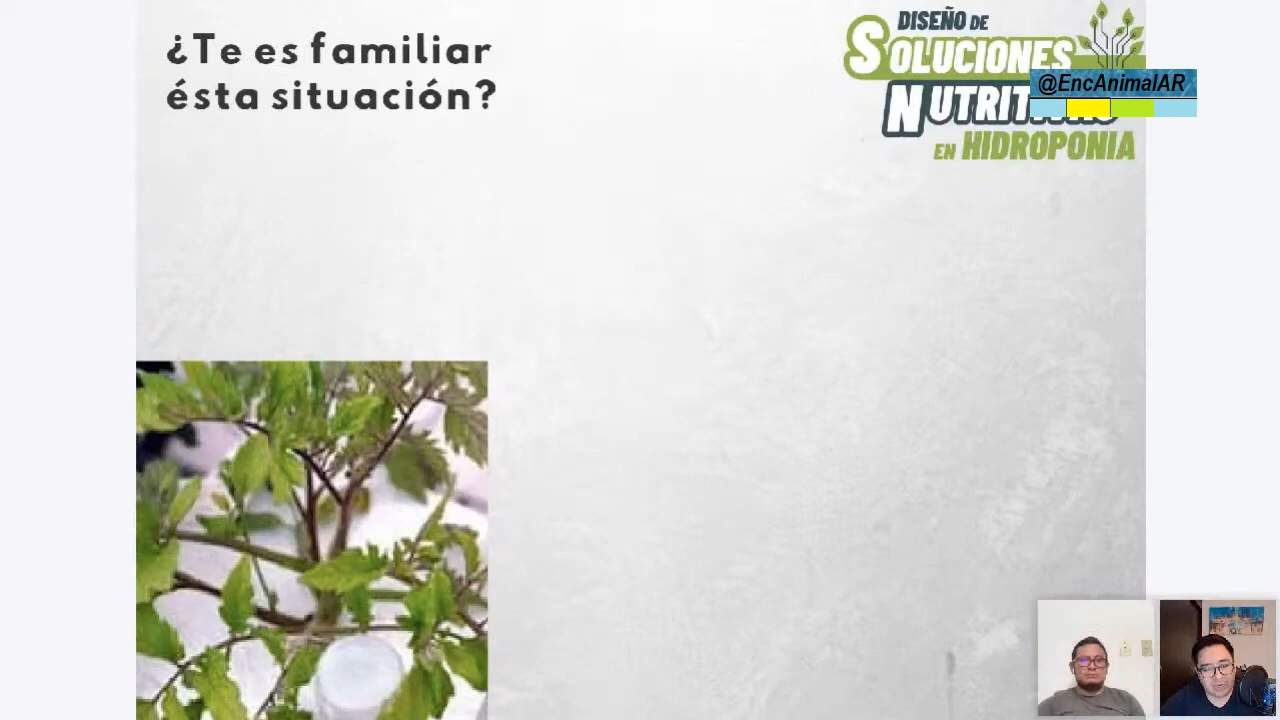 ¿Te es familiar
ésta situación?
DISEÑO DE
SOLUCIONES
@EncAnimalAR
EN HIDROPONIA